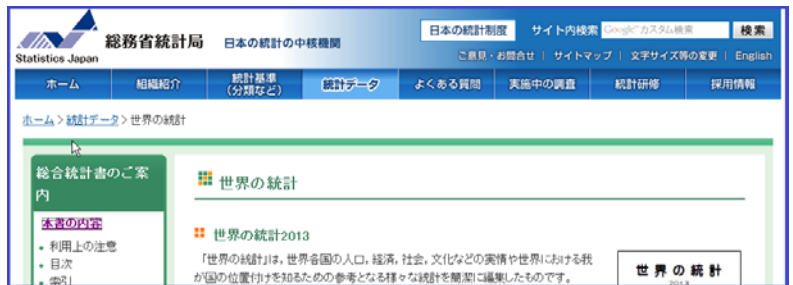 総務省統計局
Statistics Japan
日本の統計の中核機関
日本の統計制度 サイト内検索 Google™カスタム検索 検索
ご意見・お問合せ | サイトマップ | 文字サイズ等の変更 | English
ホーム 組織紹介 統計基準（分類など） 統計データ よくある質問 実施中の調査 統計研修 採用情報
ホーム > 統計データ > 世界の統計
総合統計書のご案内
本書の内容
・利用上の注意
・目次
・索引
世界の統計
世界の統計2013
「世界の統計」は，世界各国の人口，経済，社会，文化などの実情や世界における我
が国の位置付けを知るための参考となる様々な統計を簡潔に編集したものです。
世界の統計
2013